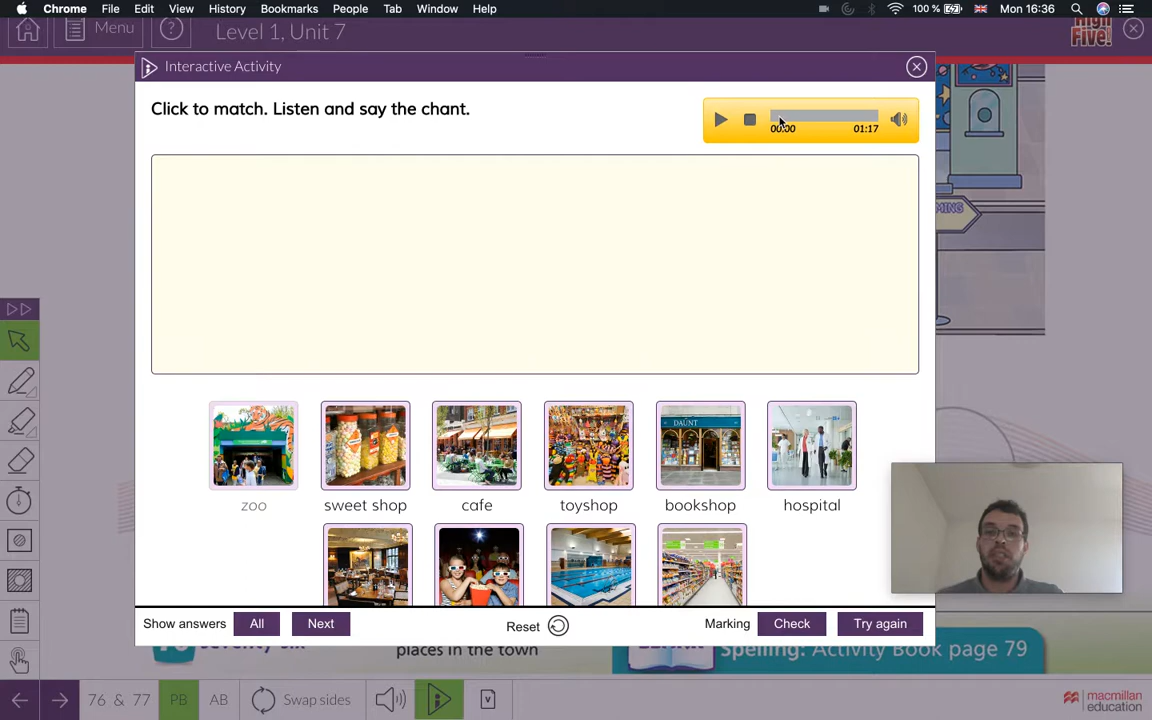 Chrome File Edit View History Bookmarks People Tab Window Help 100 % Mon 16:36
Menu ? Level 1, Unit 7 High Five!
Interactive Activity
Click to match. Listen and say the chant.
00:00 01:17
MING
DAUNT
zoo sweet shop cafe toyshop bookshop hospital
Show answers All Next Reset Marking Check Try again
seventy-six places in the town Spelling: Activity Book page 79
76 & 77 PB AB Swap sides V macmillan
education